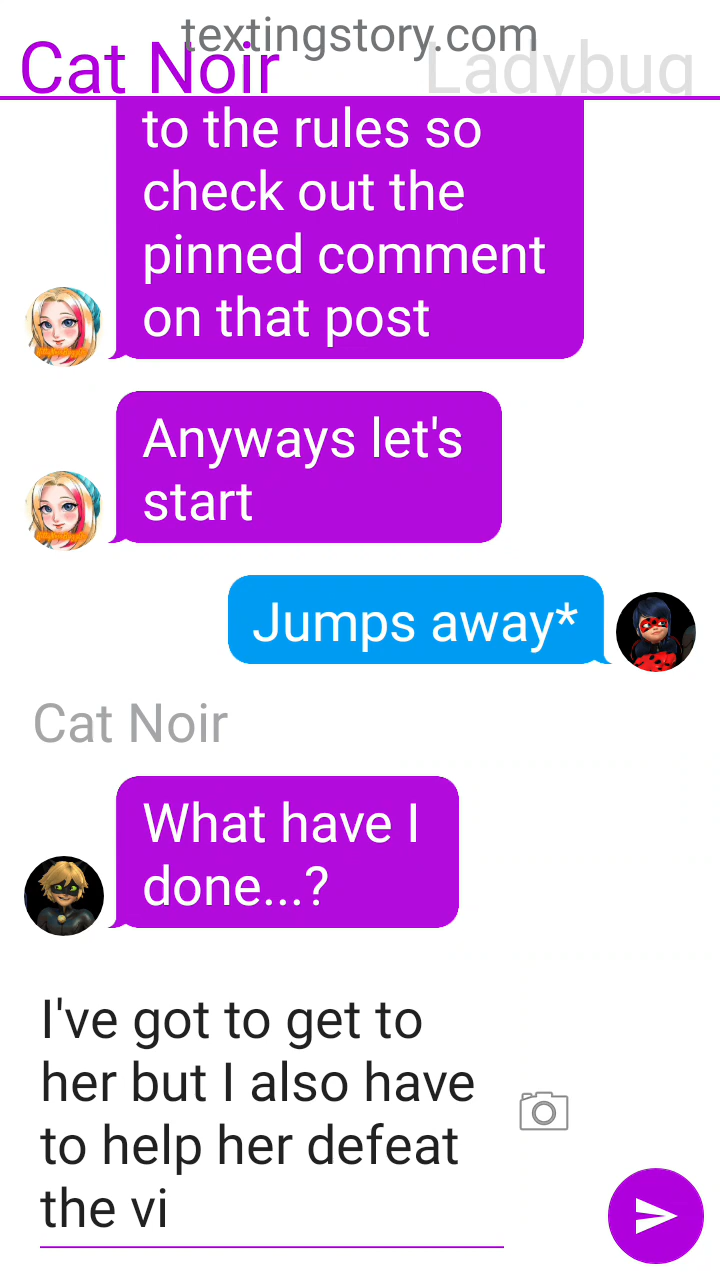 textingstory.com
Cat Noir
Ladybug
to the rules so
check out the
pinned comment
on that post
Anyways let's
start
Jumps away*
Cat Noir
What have I
done...?
I've got to get to
her but I also have
to help her defeat
the vi